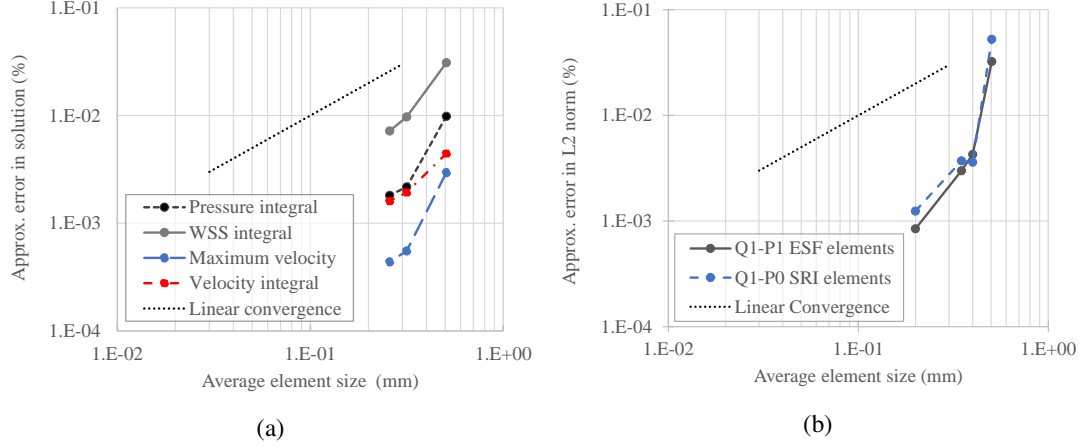 1.E-01
1.E-02
1.E-03
1.E-04
Approx. error in solution (%)
Pressure integral
WSS integral
Maximum velocity
Velocity integral
Linear convergence
1.E-02
1.E-01
1.E+00
Average element size (mm)
(a)
1.E-01
1.E-02
1.E-03
1.E-04
Approx. error in L2 norm (%)
Q1-P1 ESF elements
Q1-P0 SRI elements
Linear Convergence
1.E-02
1.E-01
1.E+00
Average element size (mm)
(b)